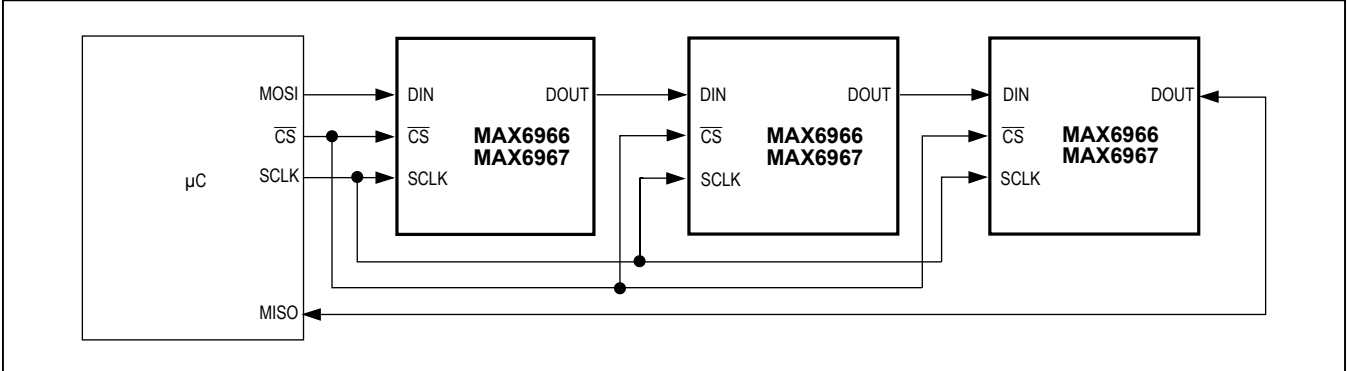 µC
MOSI
CS
SCLK
MISO
DIN
CS
SCLK
DOUT
MAX6966
MAX6967
DIN
CS
SCLK
DOUT
MAX6966
MAX6967
DIN
CS
SCLK
DOUT
MAX6966
MAX6967